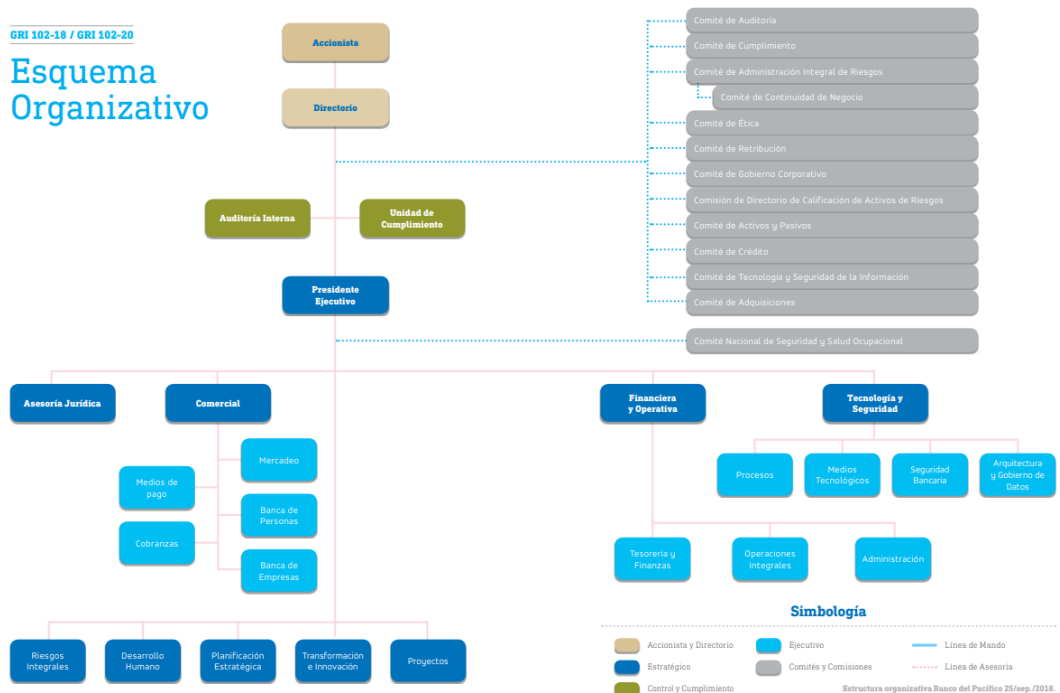 GRI 102-18 / GRI 102-20
Esquema
Organizativo
Accionista
Directorio
Comité de Auditoría
Comité de Cumplimiento
Comité de Administración Integral de Riesgos
Comité de Continuidad de Negocio
Comité de Ética
Comité de Retribución
Comité de Gobierno Corporativo
Comisión de Directorio de Calificación de Activos de Riesgos
Comité de Activos y Pasivos
Comité de Crédito
Comité de Tecnología y Seguridad de la Información
Comité de Adquisiciones
Auditoría Interna
Unidad de
Cumplimiento
Presidente
Ejecutivo
Comité Nacional de Seguridad y Salud Ocupacional
Asesoría Jurídica
Comercial
Financiera
y Operativa
Tecnología y
Seguridad
Mercadeo
Medios de
pago
Banca de
Personas
Cobranzas
Banca de
Empresas
Procesos
Medios
Tecnológicos
Seguridad
Bancaria
Arquitectura
y Gobierno de
Datos
Tesorería y
Finanzas
Operaciones
Integrales
Administración
Riesgos
Integrales
Desarrollo
Humano
Planificación
Estratégica
Transformación
e Innovación
Proyectos
Simbología
Accionista y Directorio
Ejecutivo
Línea de Mando
Estratégico
Comités y Comisiones
Línea de Asesoría
Control y Cumplimiento
Estructura organizativa Banco del Pacífico 25/sep./2018.